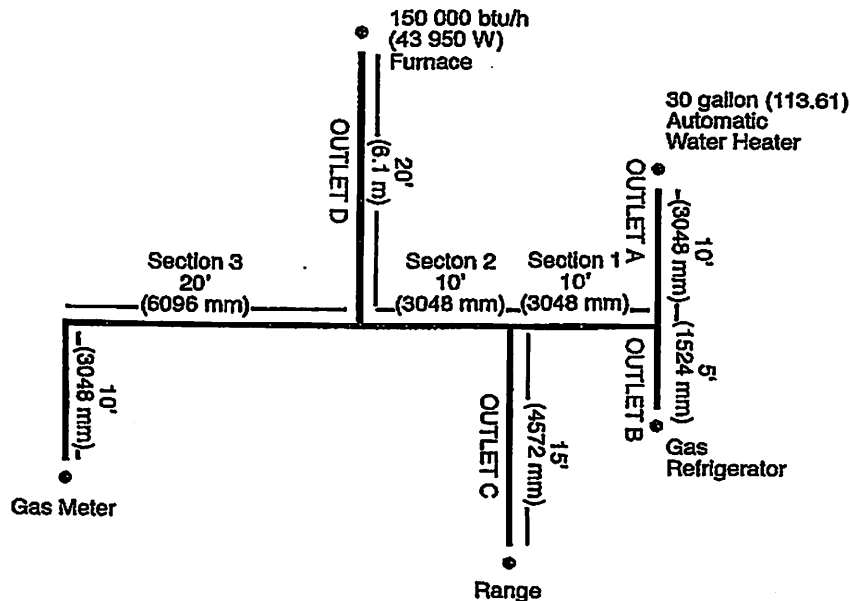 150 000 btu/h
(43 950 W)
Furnace
30 gallon (113.61)
Automatic
Water Heater
OUTLET D
20'
(6.1 m)
OUTLET A
10'
(3048 mm)
Section 3
20'
(6096 mm)
Secton 2
10'
(3048 mm)
Section 1
10'
(3048 mm)
10'
(3048 mm)
OUTLET C
15'
(4572 mm)
OUTLET B
5'
(1524 mm)
Gas
Refrigerator
Gas Meter
Range